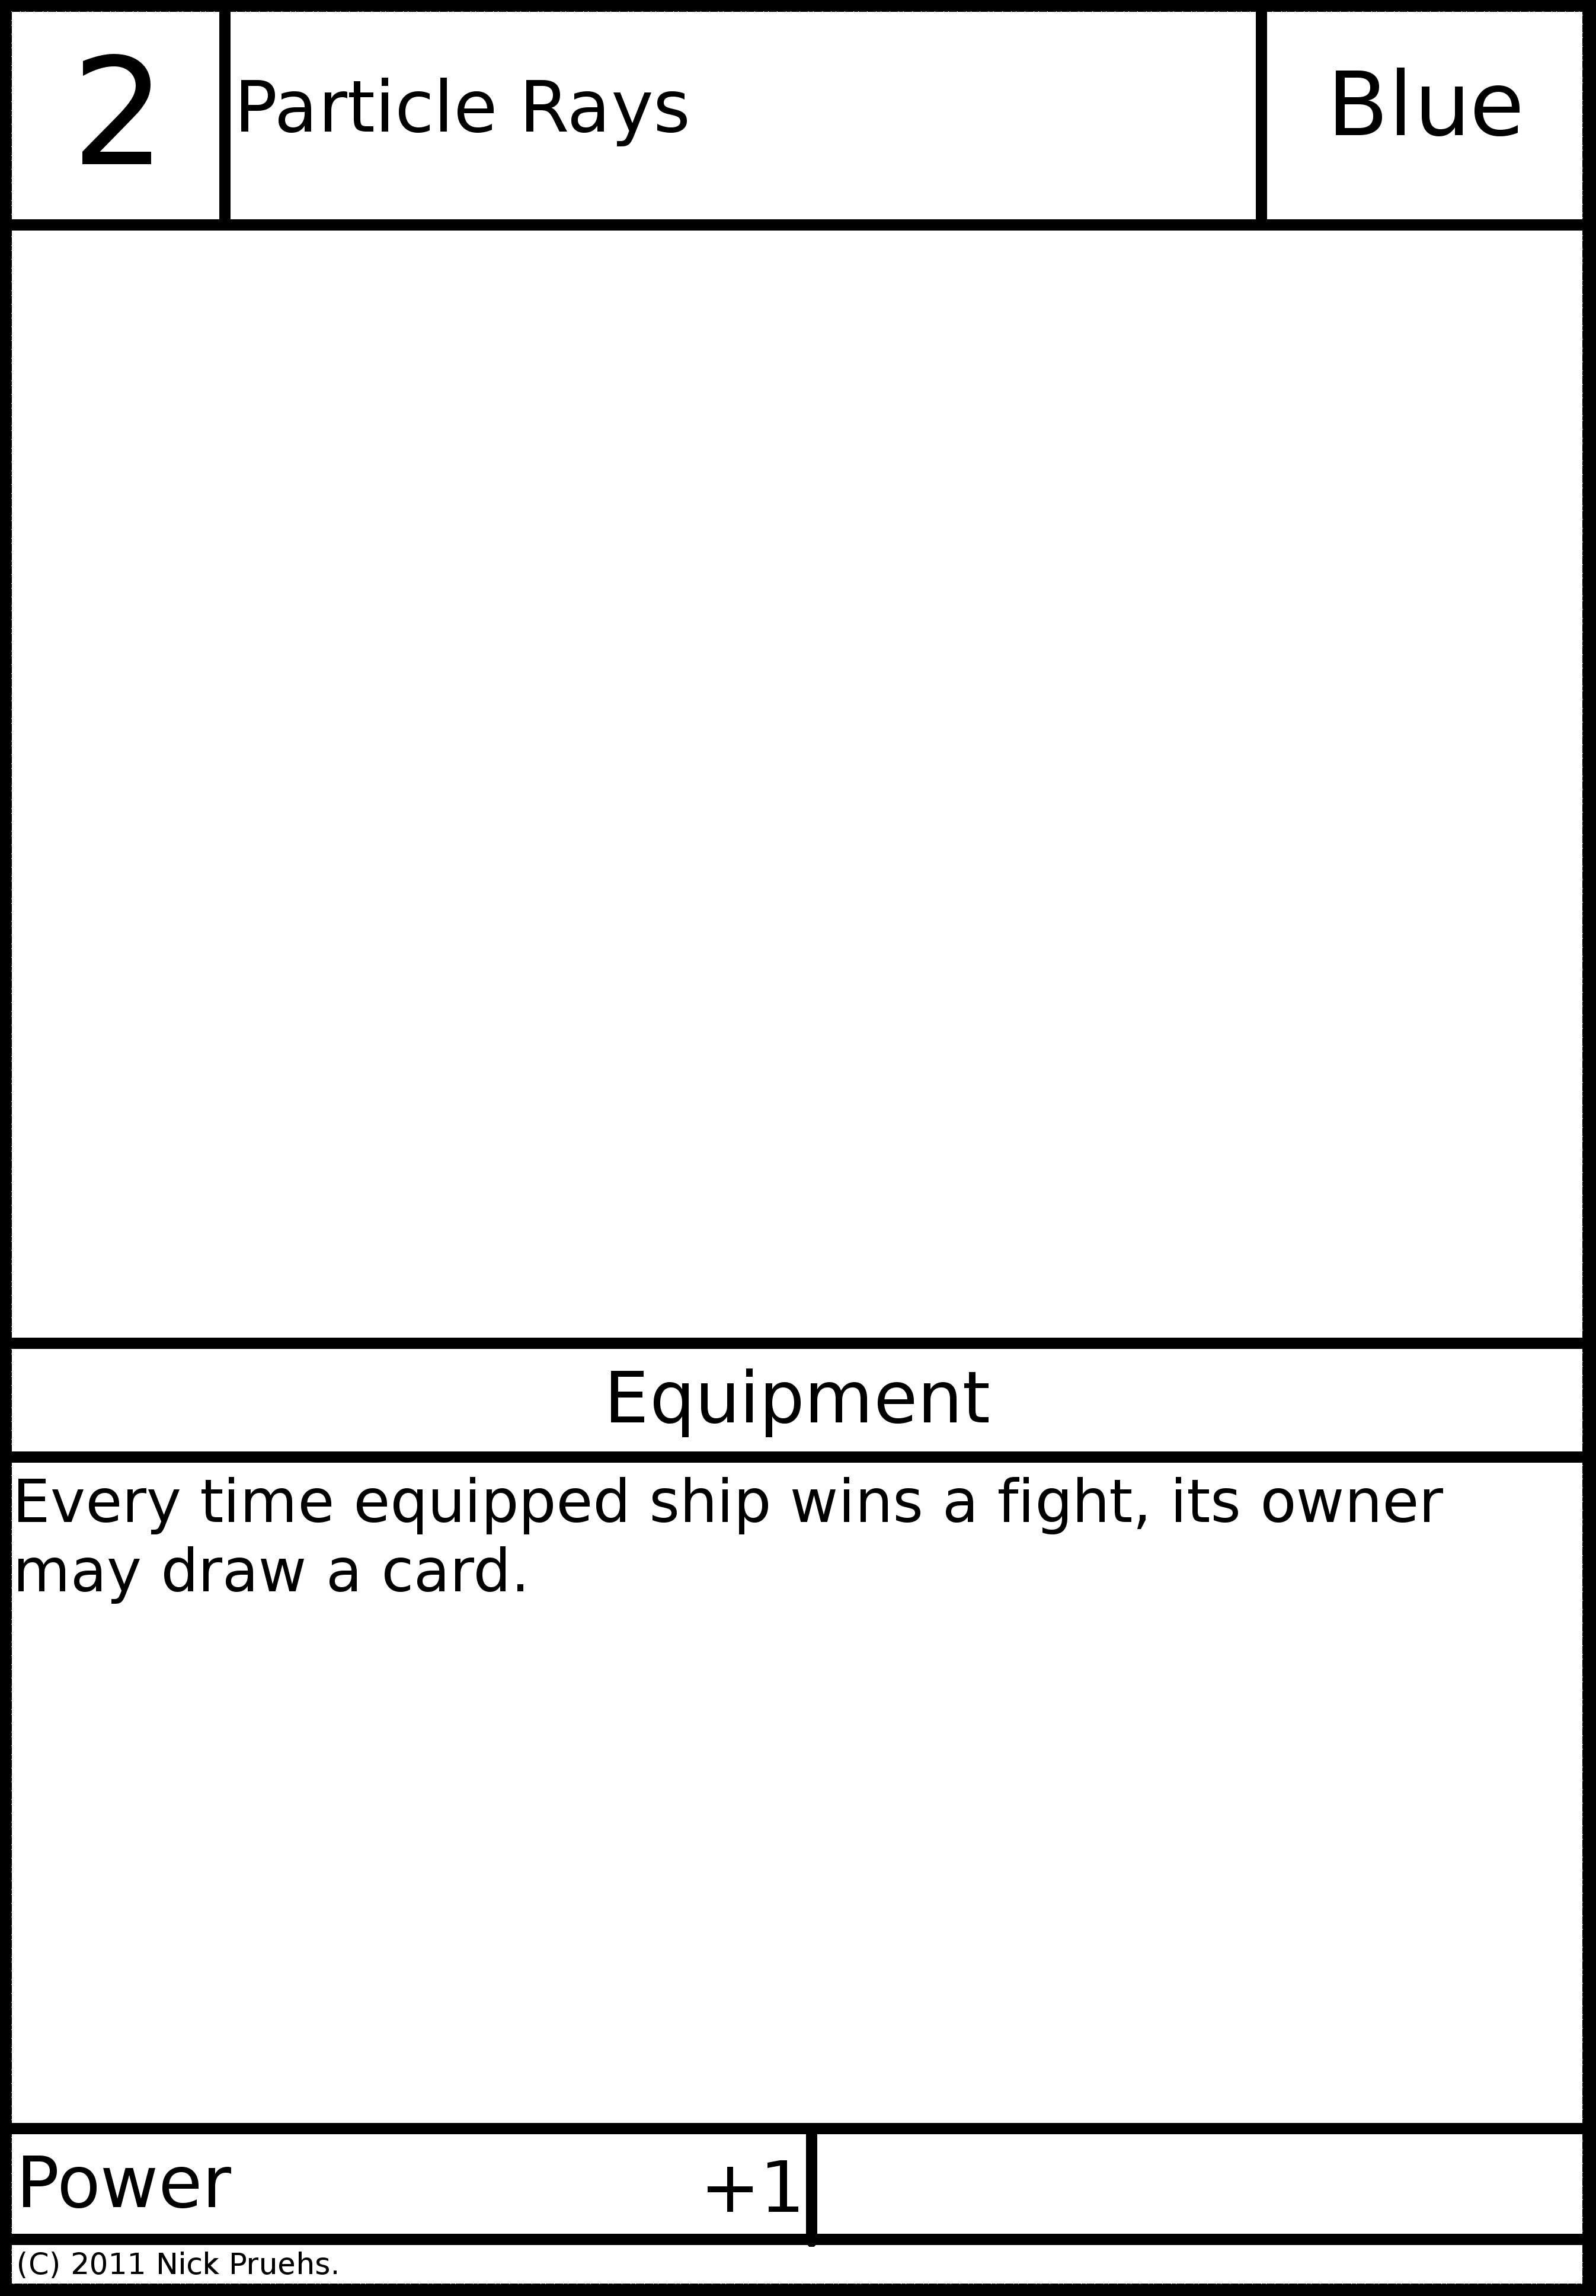 2
Particle Rays
Blue
Equipment
Every time equipped ship wins a fight, its owner
may draw a card.
Power +1
(C) 2011 Nick Pruehs.